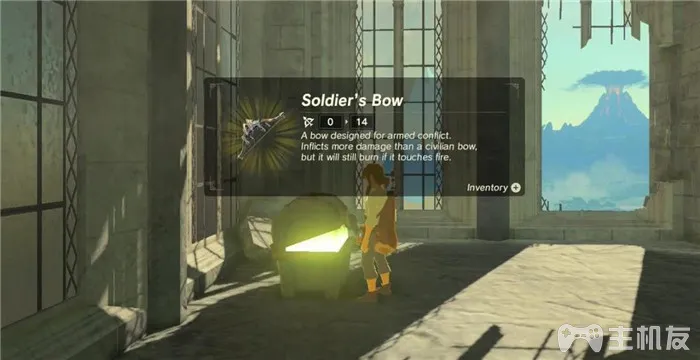 Soldier's Bow
0 14
A bow designed for armed conflict.
Inflicts more damage than a civilian bow,
but it will still burn if it touches fire.
Inventory
主机友